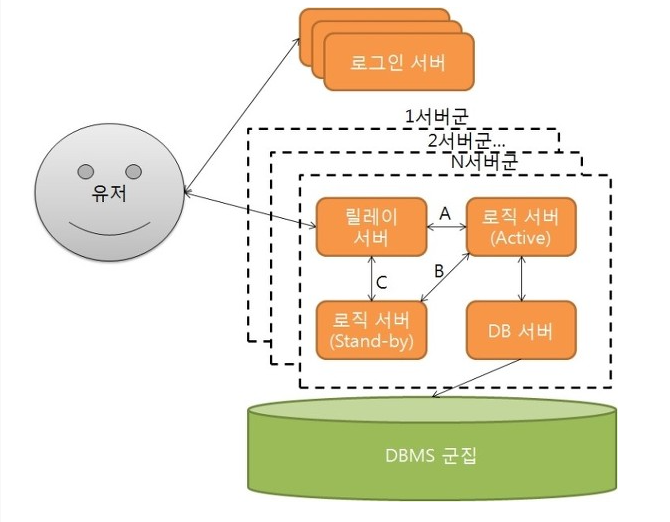 로그인 서버
1서버군
2서버군...
N서버군
유저
릴레이
서버
A
로직 서버
(Active)
B
C
로직 서버
(Stand-by)
DB 서버
DBMS 군집